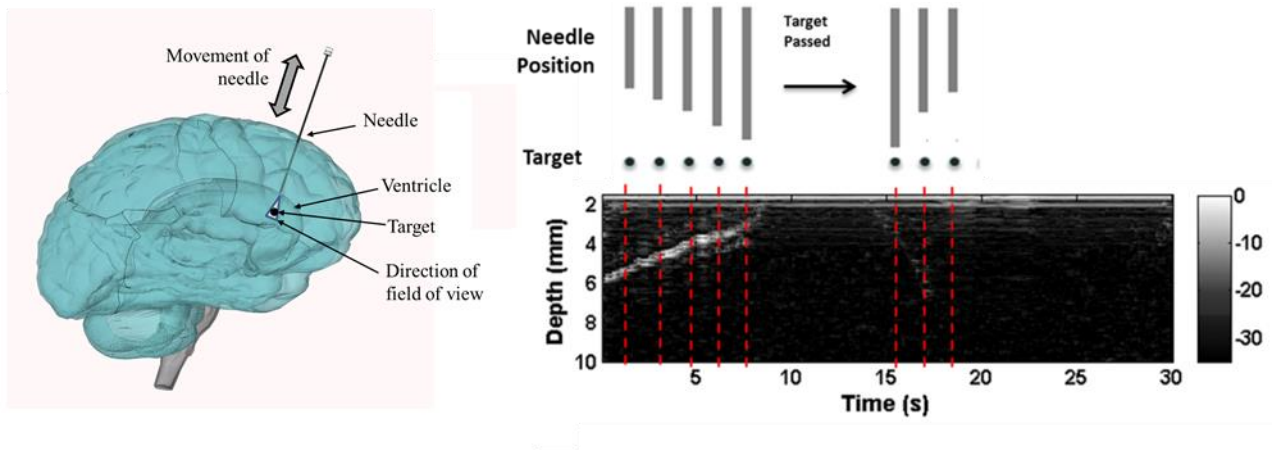 Movement of
needle
Needle
Ventricle
Target
Direction of
field of view
Needle
Position
Target
Passed
Target
Depth (mm)
2
4
6
8
10
5
10
15
20
25
30
Time (s)
0
-10
-20
-30